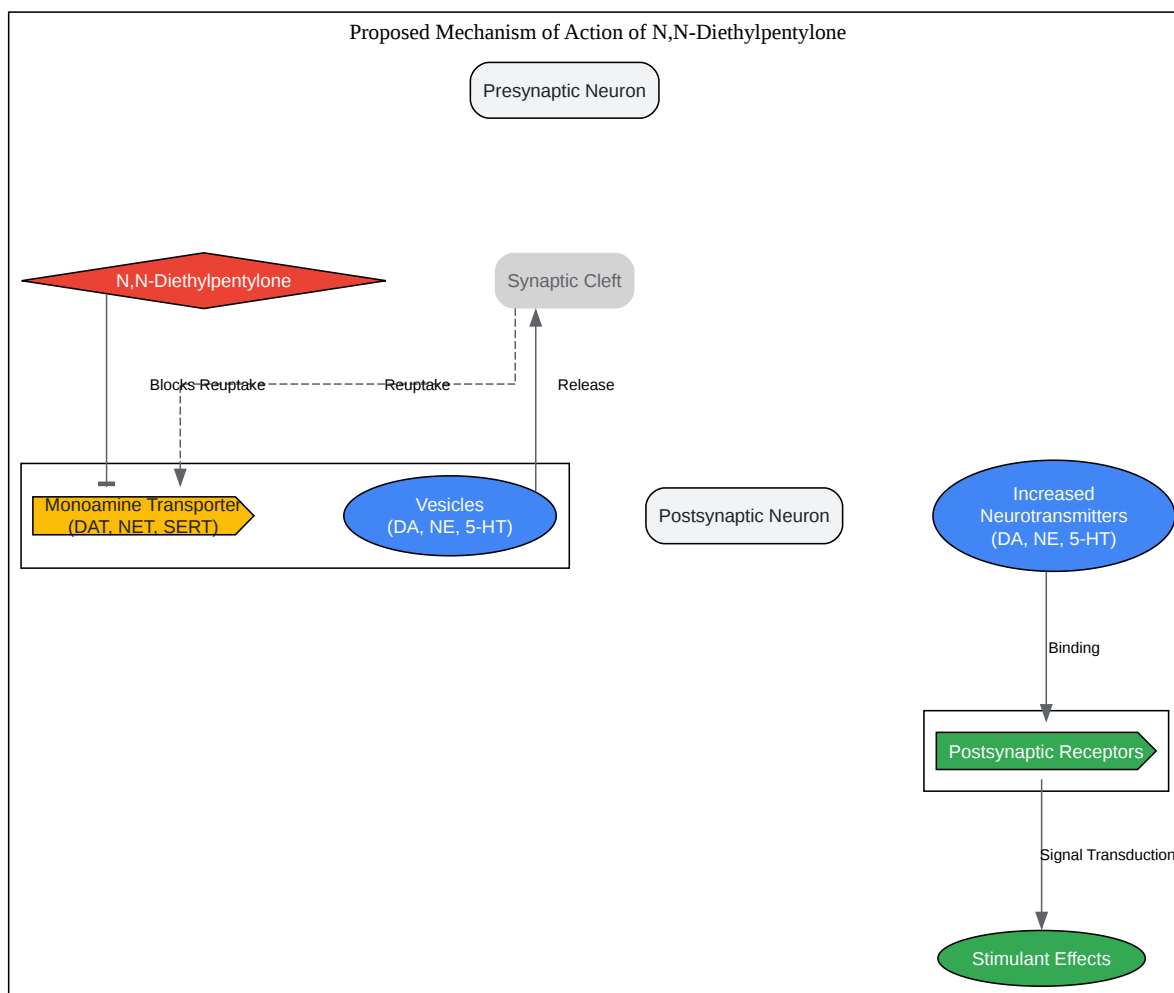 Proposed Mechanism of Action of N,N-Diethylpentylone
Presynaptic Neuron
N,N-Diethylpentylone
Synaptic Cleft
Blocks Reuptake
Reuptake
Release
Monoamine Transporter
(DAT, NET, SERT)
Vesicles
(DA, NE, 5-HT)
Postsynaptic Neuron
Increased
Neurotransmitters
(DA, NE, 5-HT)
Binding
Postsynaptic Receptors
Signal Transduction
Stimulant Effects